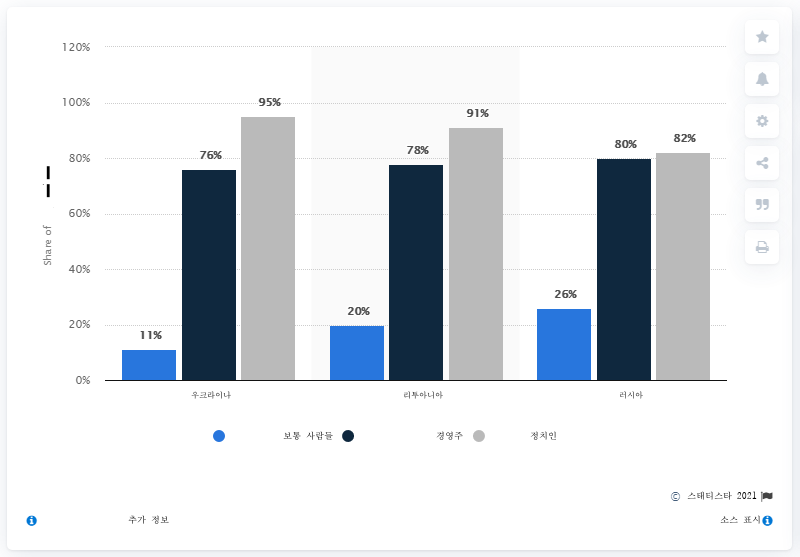 120%
100%
80%
60%
40%
20%
0%
Share of
11%
76%
95%
20%
78%
91%
26%
80%
82%
우크라이나
리투아니아
러시아
보통 사람들
경영주
정치인
© 스태티스타 2021
추가 정보
소스 표시